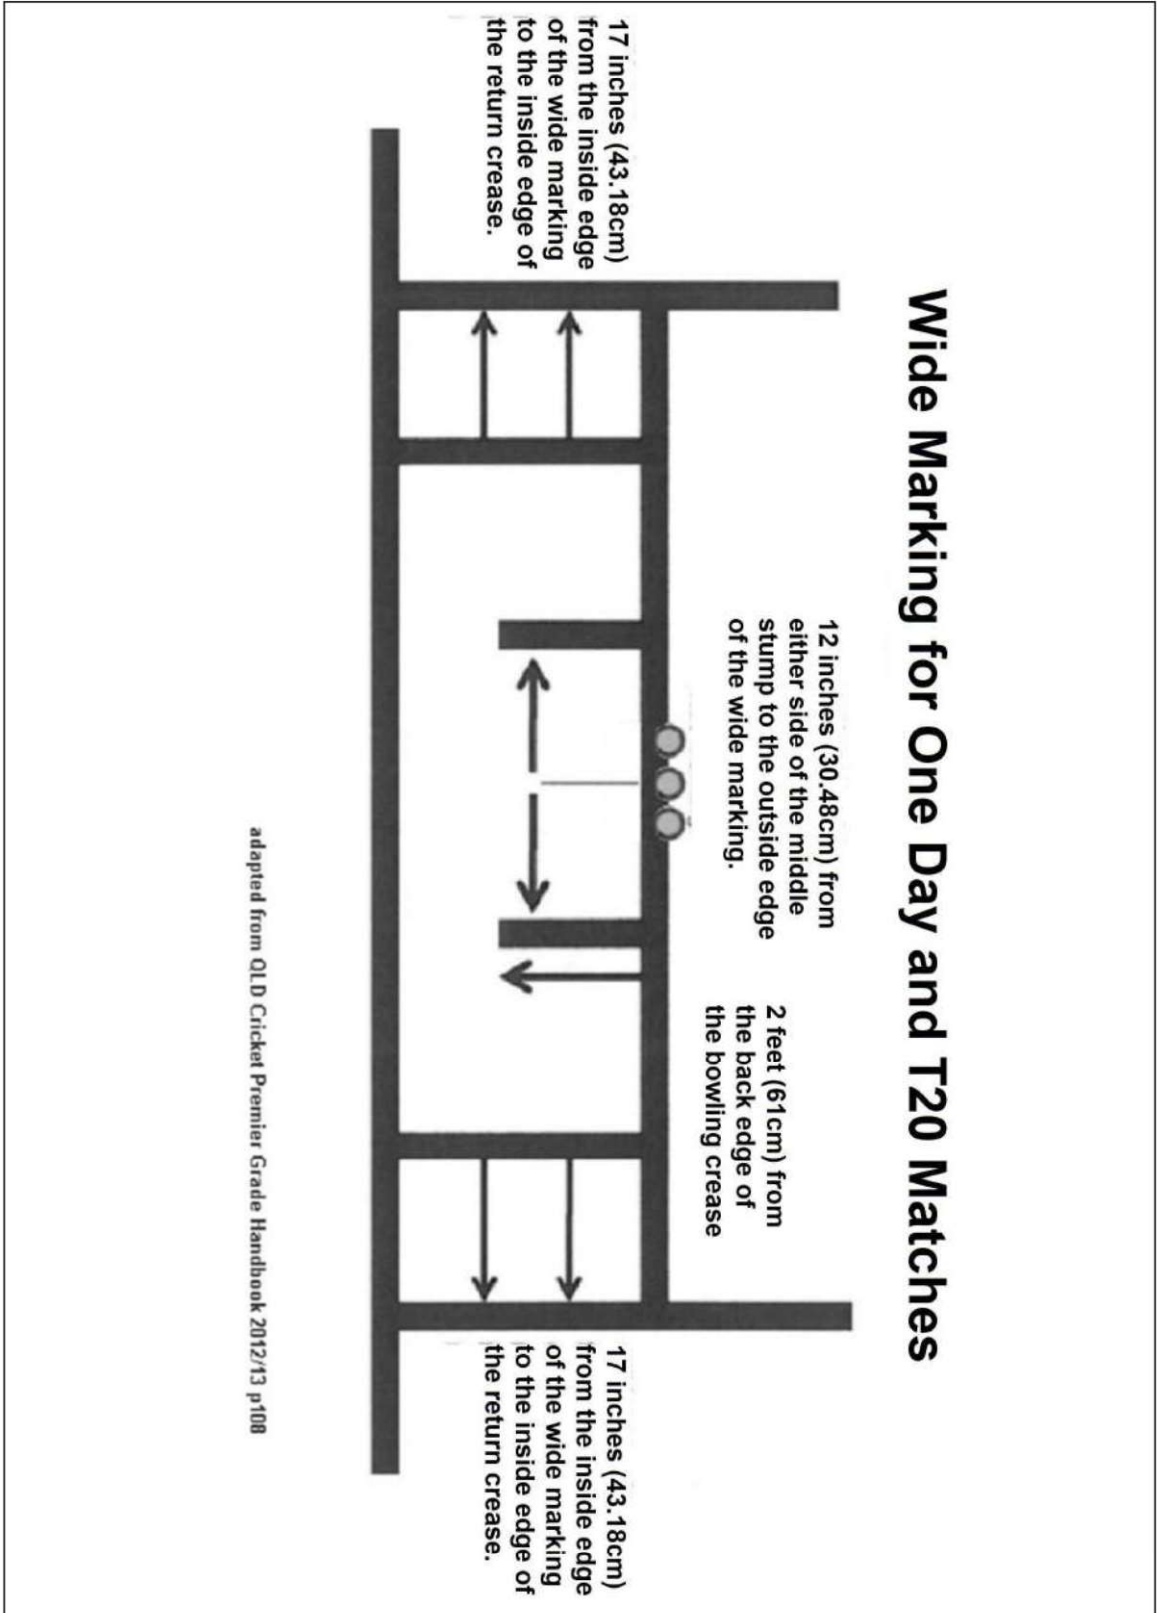 Wide Marking for One Day and T20 Matches
12 inches (30.48cm) from
either side of the middle
stump to the outside edge
of the wide marking.
2 feet (61cm) from
the back edge of
the bowling crease
17 inches (43.18cm)
from the inside edge
of the wide marking
to the inside edge of
the return crease.
17 inches (43.18cm)
from the inside edge
of the wide marking
to the inside edge of
the return crease.
adapted from QLD Cricket Premier Grade Handbook 2012/13 p108